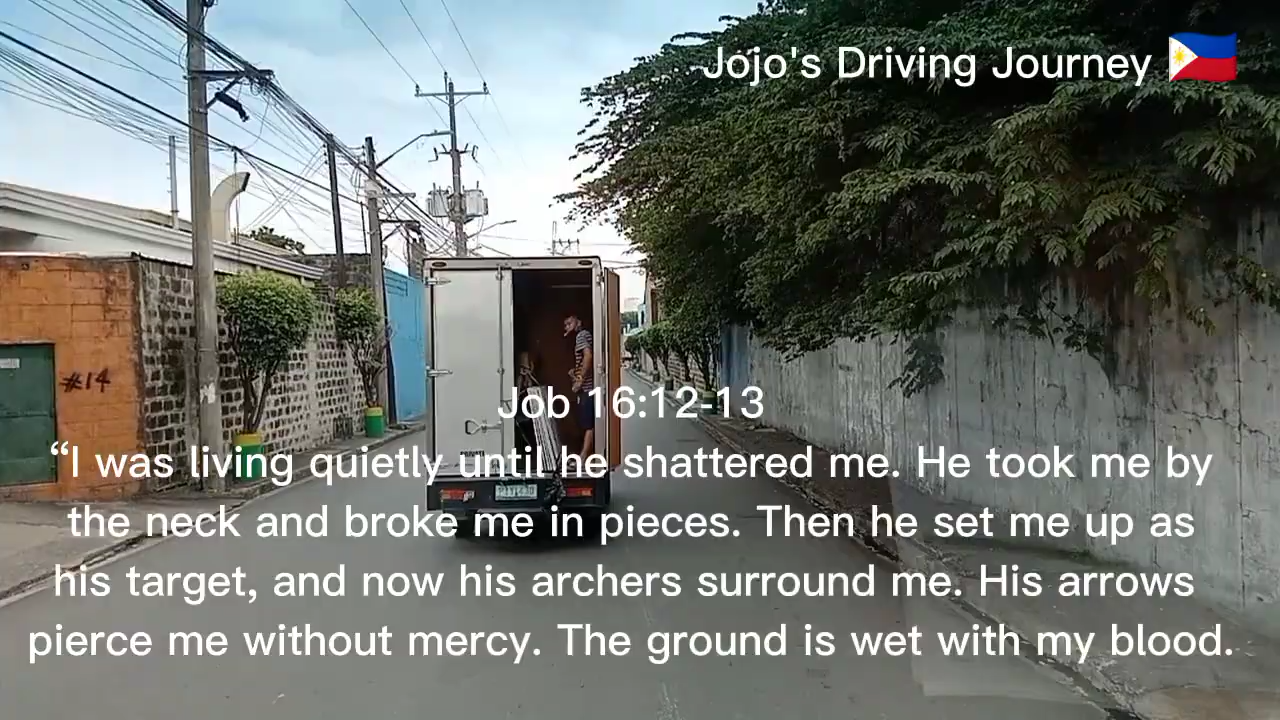 Jojo's Driving Journey 🇵🇭
#14
Job 16:12-13
“I was living quietly until he shattered me. He took me by
the neck and broke me in pieces. Then he set me up as
his target, and now his archers surround me. His arrows
pierce me without mercy. The ground is wet with my blood.